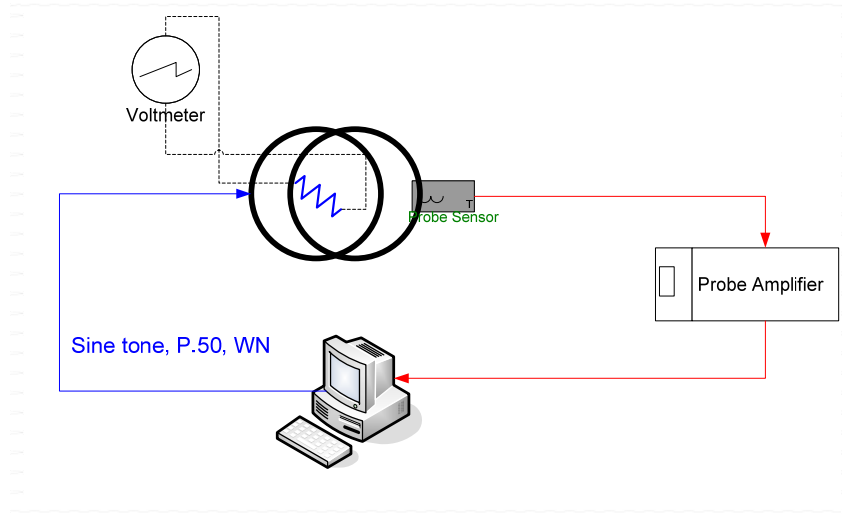 Voltmeter
T
Probe Sensor
Probe Amplifier
Sine tone, P.50, WN